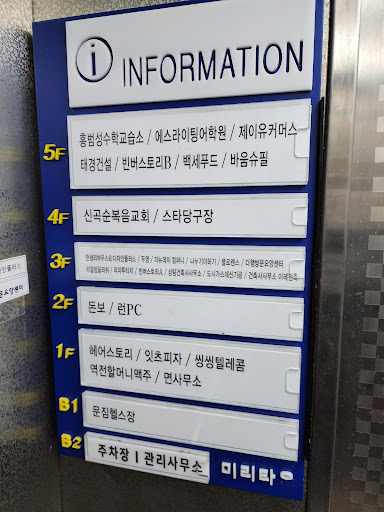 i INFORMATION
5F
흥범성수학교습소 / 에스라이팅어학원 / 제이유커머스
태경건설 / 빈버스토리B / 백세푸드 / 바움슈필
4F
신곡순복음교회 / 스타당구장
3F
2F
돈보 / 런PC
1F
헤어스토리 / 잇츠피자 / 씽씽텔레콤
역전할머니맥주 / 면사무소
B1
문짐헬스장
B2
주차장 | 관리사무소
미리타